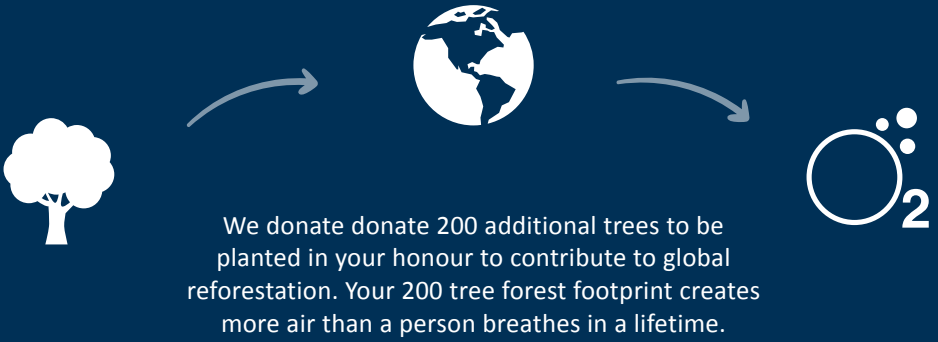 O2
We donate donate 200 additional trees to be
planted in your honour to contribute to global
reforestation. Your 200 tree forest footprint creates
more air than a person breathes in a lifetime.